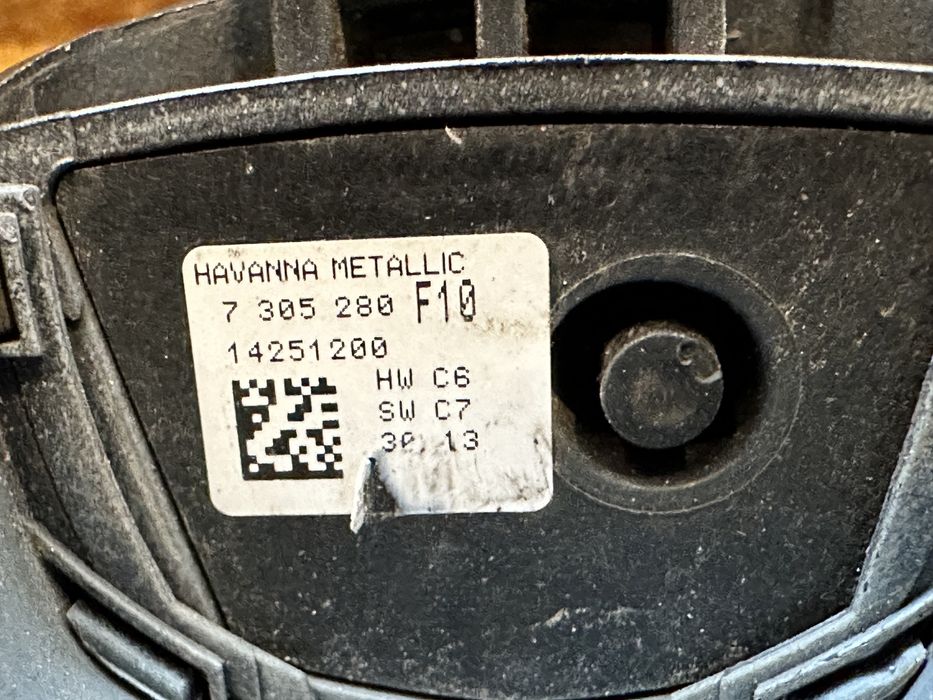 HAVANNA METALLIC
7 305 280 F10
14251200
HW C6
SW C7
30 13